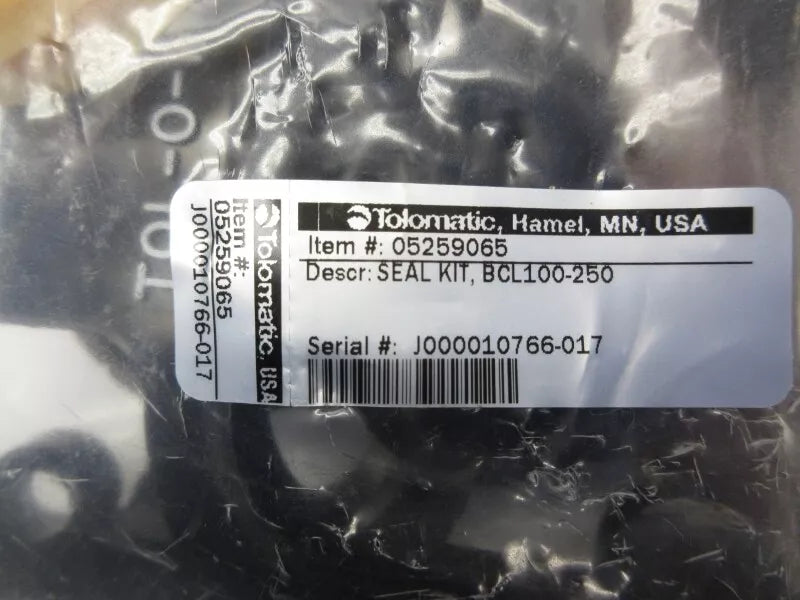 Tolomatic, Hamel, MN, USA
Item #: 05259065
Descr: SEAL KIT, BCL100-250
Serial #: J000010766-017
Tolomatic, USA
Item #:
05259065
J000010766-017